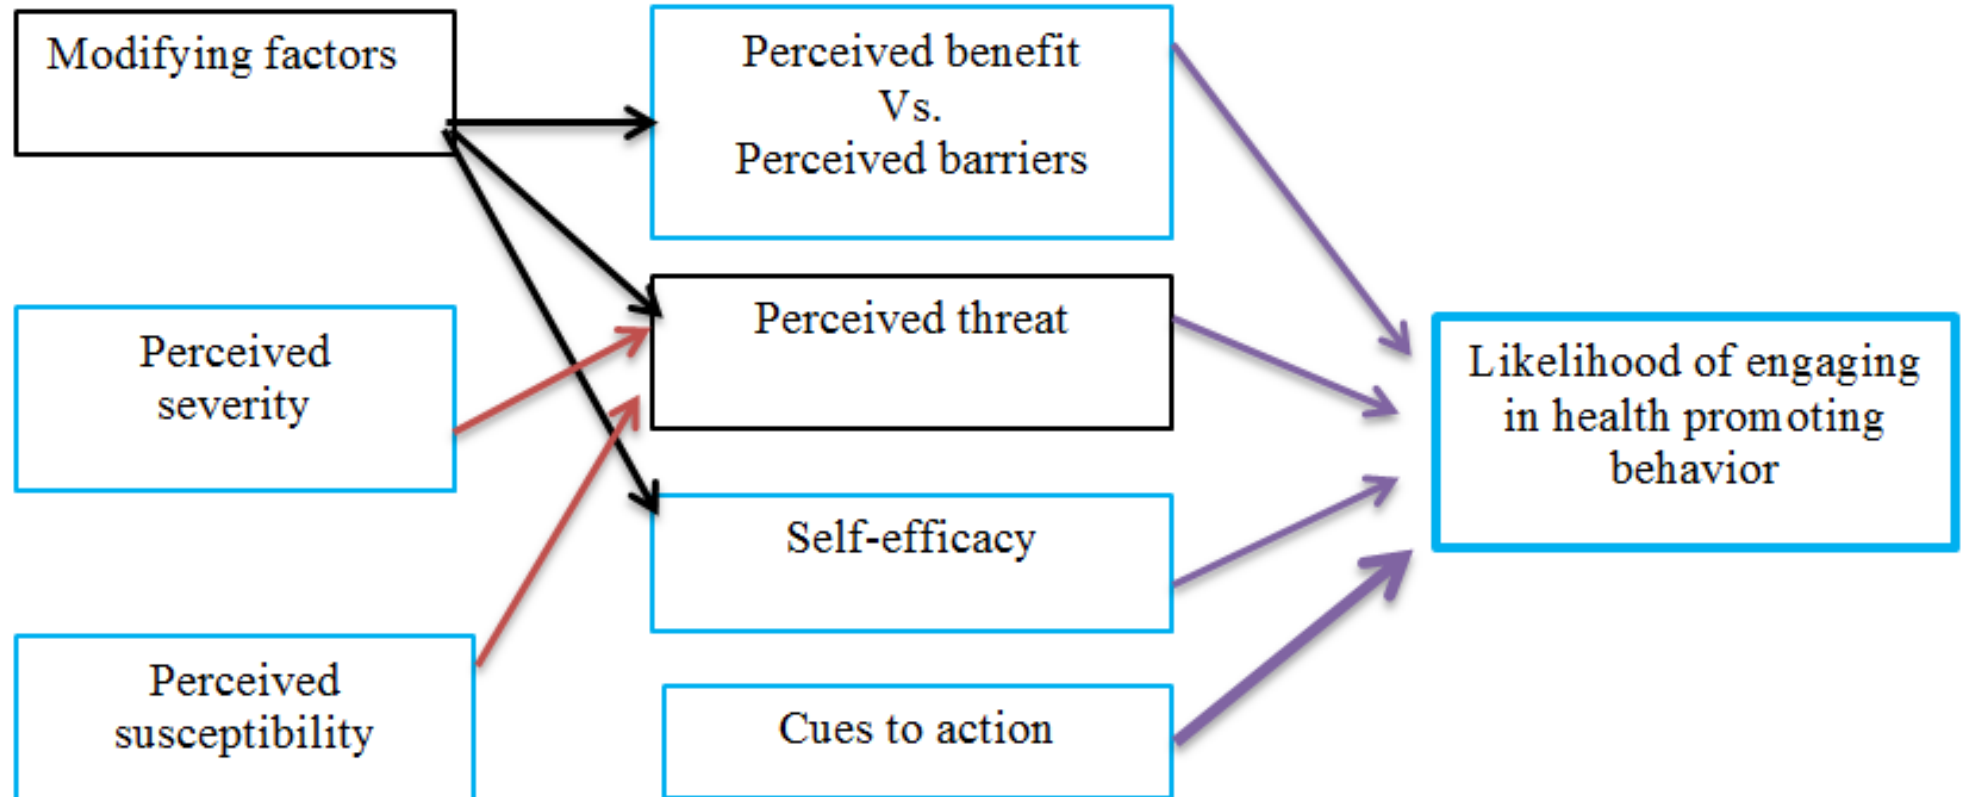 Modifying factors
Perceived benefit
Vs.
Perceived barriers
Perceived
severity
Perceived threat
Likelihood of engaging
in health promoting
behavior
Self-efficacy
Perceived
susceptibility
Cues to action